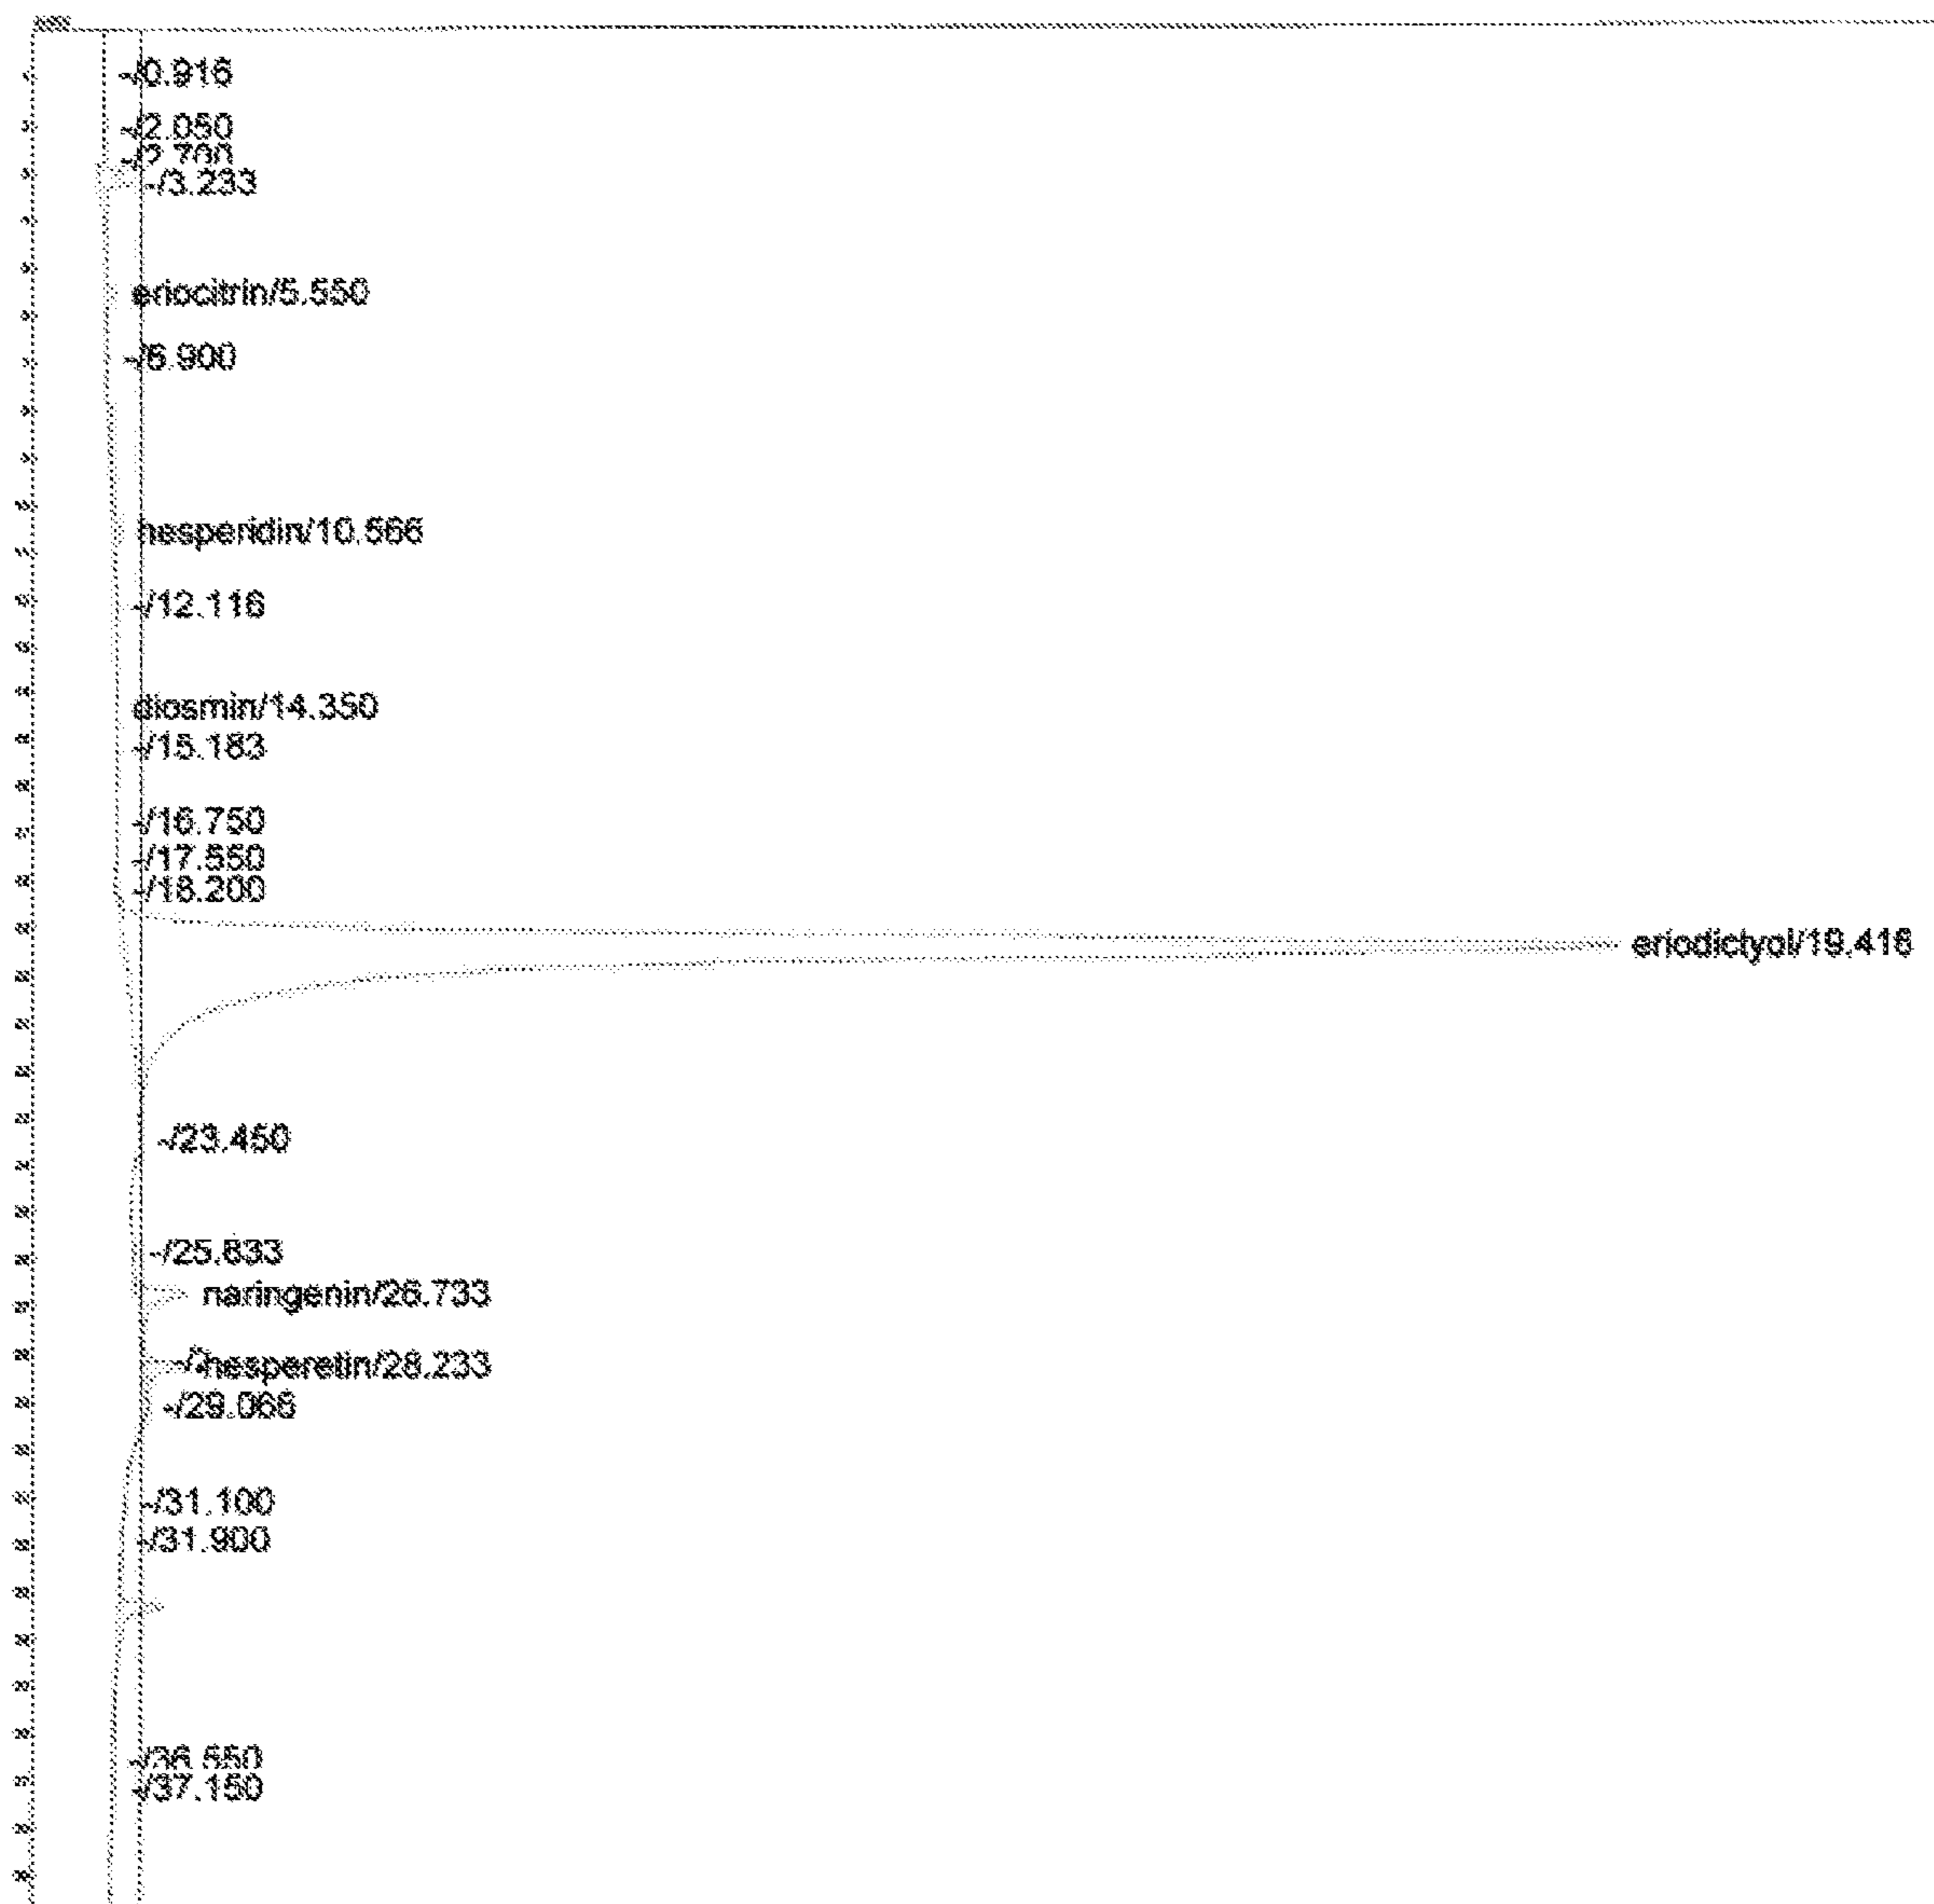 -/0.916
-/2.050
-/2.700
-/3.233
eriocitrin/5.550
-/6.900
hesperidin/10.566
-/12.116
diosmin/14.350
-/15.183
-/16.750
-/17.550
-/18.200
eriodictyol/19.416
-/23.450
-/25.833
naringenin/26.733
hesperetin/28.233
-/29.066
-/31.100
-/31.900
-/36.550
-/37.150